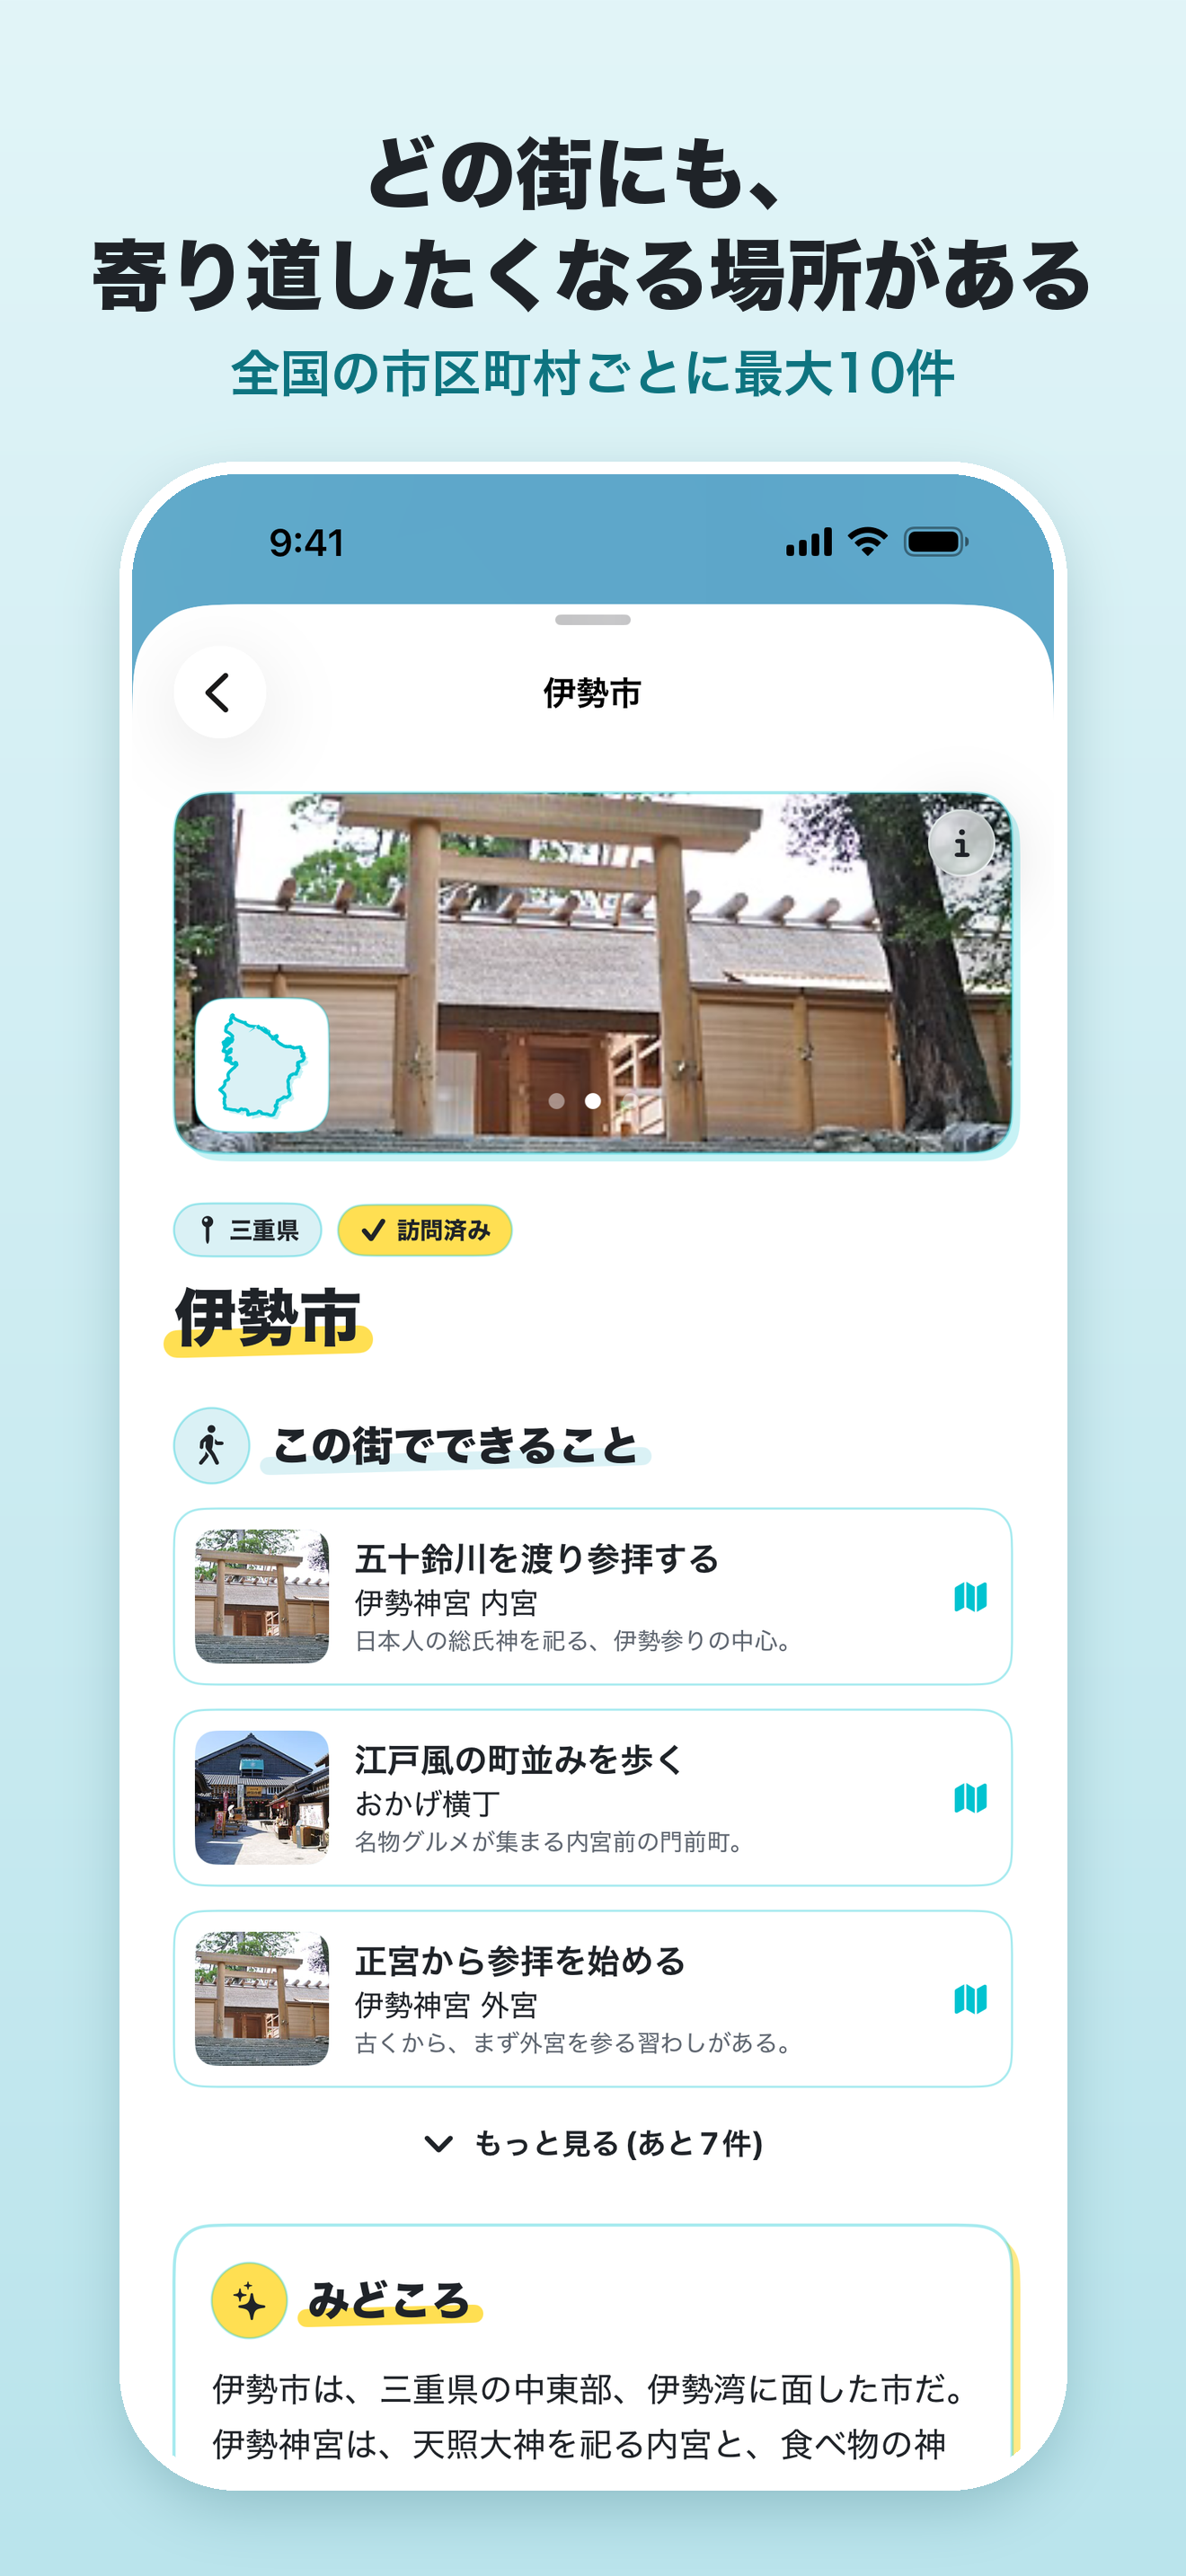 どの街にも、
寄り道したくなる場所がある
全国の市区町村ごとに最大10件
9:41
伊勢市
i
三重県 訪問済み
伊勢市
この街でできること
五十鈴川を渡り参拝する
伊勢神宮 内宮
日本人の総氏神を祀る、伊勢参りの中心。
江戸風の町並みを歩く
おかげ横丁
名物グルメが集まる内宮前の門前町。
正宮から参拝を始める
伊勢神宮 外宮
古くから、まず外宮を参る習わしがある。
もっと見る (あと7件)
みどころ
伊勢市は、三重県の中東部、伊勢湾に面した市だ。
伊勢神宮は、天照大神を祀る内宮と、食べ物の神